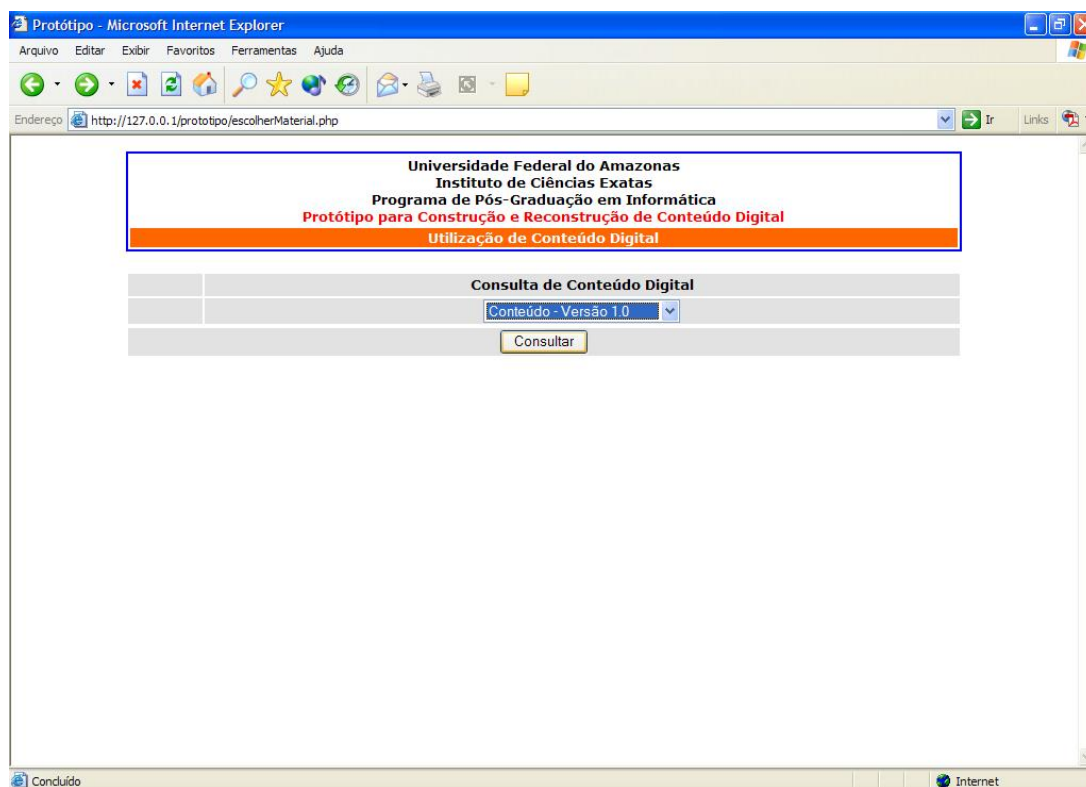 Protótipo - Microsoft Internet Explorer
Arquivo Editar Exibir Favoritos Ferramentas Ajuda
Endereço http://127.0.0.1/prototipo/escolherMaterial.php Ir Links
Universidade Federal do Amazonas
Instituto de Ciências Exatas
Programa de Pós-Graduação em Informática
Protótipo para Construção e Reconstrução de Conteúdo Digital
Utilização de Conteúdo Digital
Consulta de Conteúdo Digital
Conteúdo - Versão 1.0
Consultar
Concluído Internet